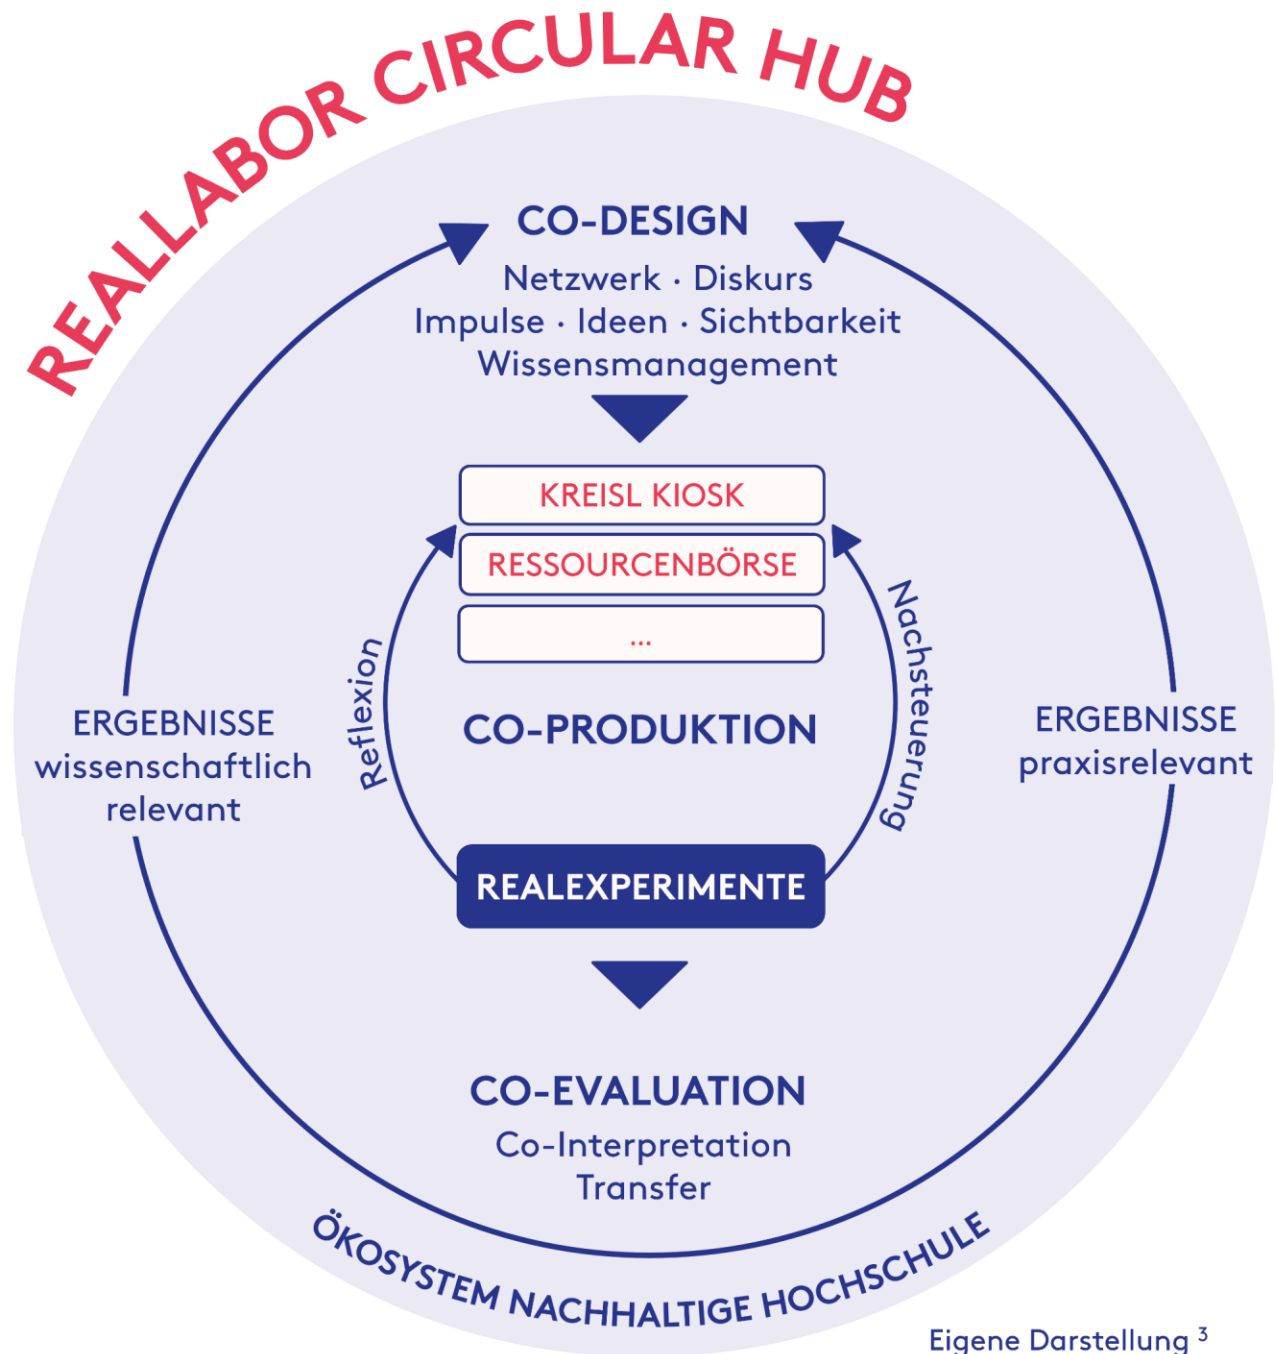 REALLABOR CIRCULAR HUB
CO-DESIGN
Netzwerk · Diskurs
Impulse · Ideen · Sichtbarkeit
Wissensmanagement
KREISL KIOSK
RESSOURCENBÖRSE
...
Reflexion
Nachsteuerung
CO-PRODUKTION
ERGEBNISSE
wissenschaftlich
relevant
ERGEBNISSE
praxisrelevant
REALEXPERIMENTE
CO-EVALUATION
Co-Interpretation
Transfer
ÖKOSYSTEM NACHHALTIGE HOCHSCHULE
Eigene Darstellung ³